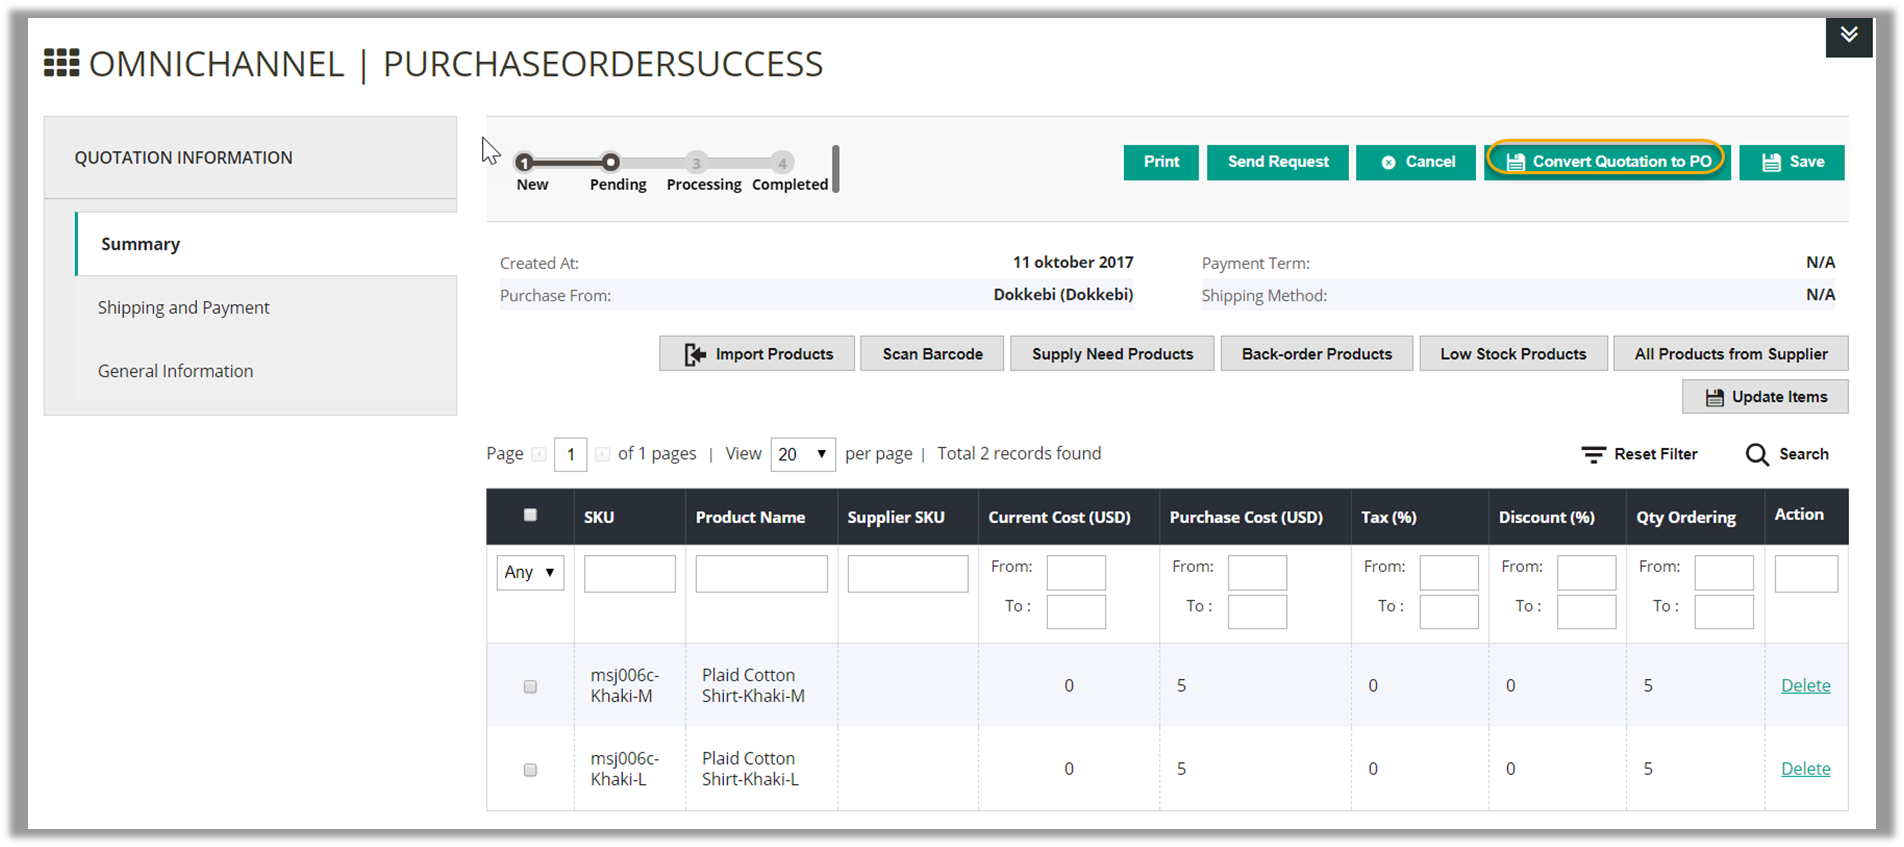 OMNICHANNEL | PURCHASEORDERSUCCESS
QUOTATION INFORMATION
Summary
Shipping and Payment
General Information
1 3 4
New Pending Processing Completed
Print Send Request Cancel Convert Quotation to PO Save
Created At: 11 oktober 2017 Payment Term: N/A
Purchase From: Dokkebi (Dokkebi) Shipping Method: N/A
Import Products Scan Barcode Supply Need Products Back-order Products Low Stock Products All Products from Supplier
Update Items
Page 1 of 1 pages | View 20 per page | Total 2 records found Reset Filter Search
SKU Product Name Supplier SKU Current Cost (USD) Purchase Cost (USD) Tax (%) Discount (%) Qty Ordering Action
Any From: From: From: From: From:
To : To : To : To : To :
msj006c- Plaid Cotton
Khaki-M Shirt-Khaki-M 0 5 0 0 5 Delete
msj006c- Plaid Cotton
Khaki-L Shirt-Khaki-L 0 5 0 0 5 Delete